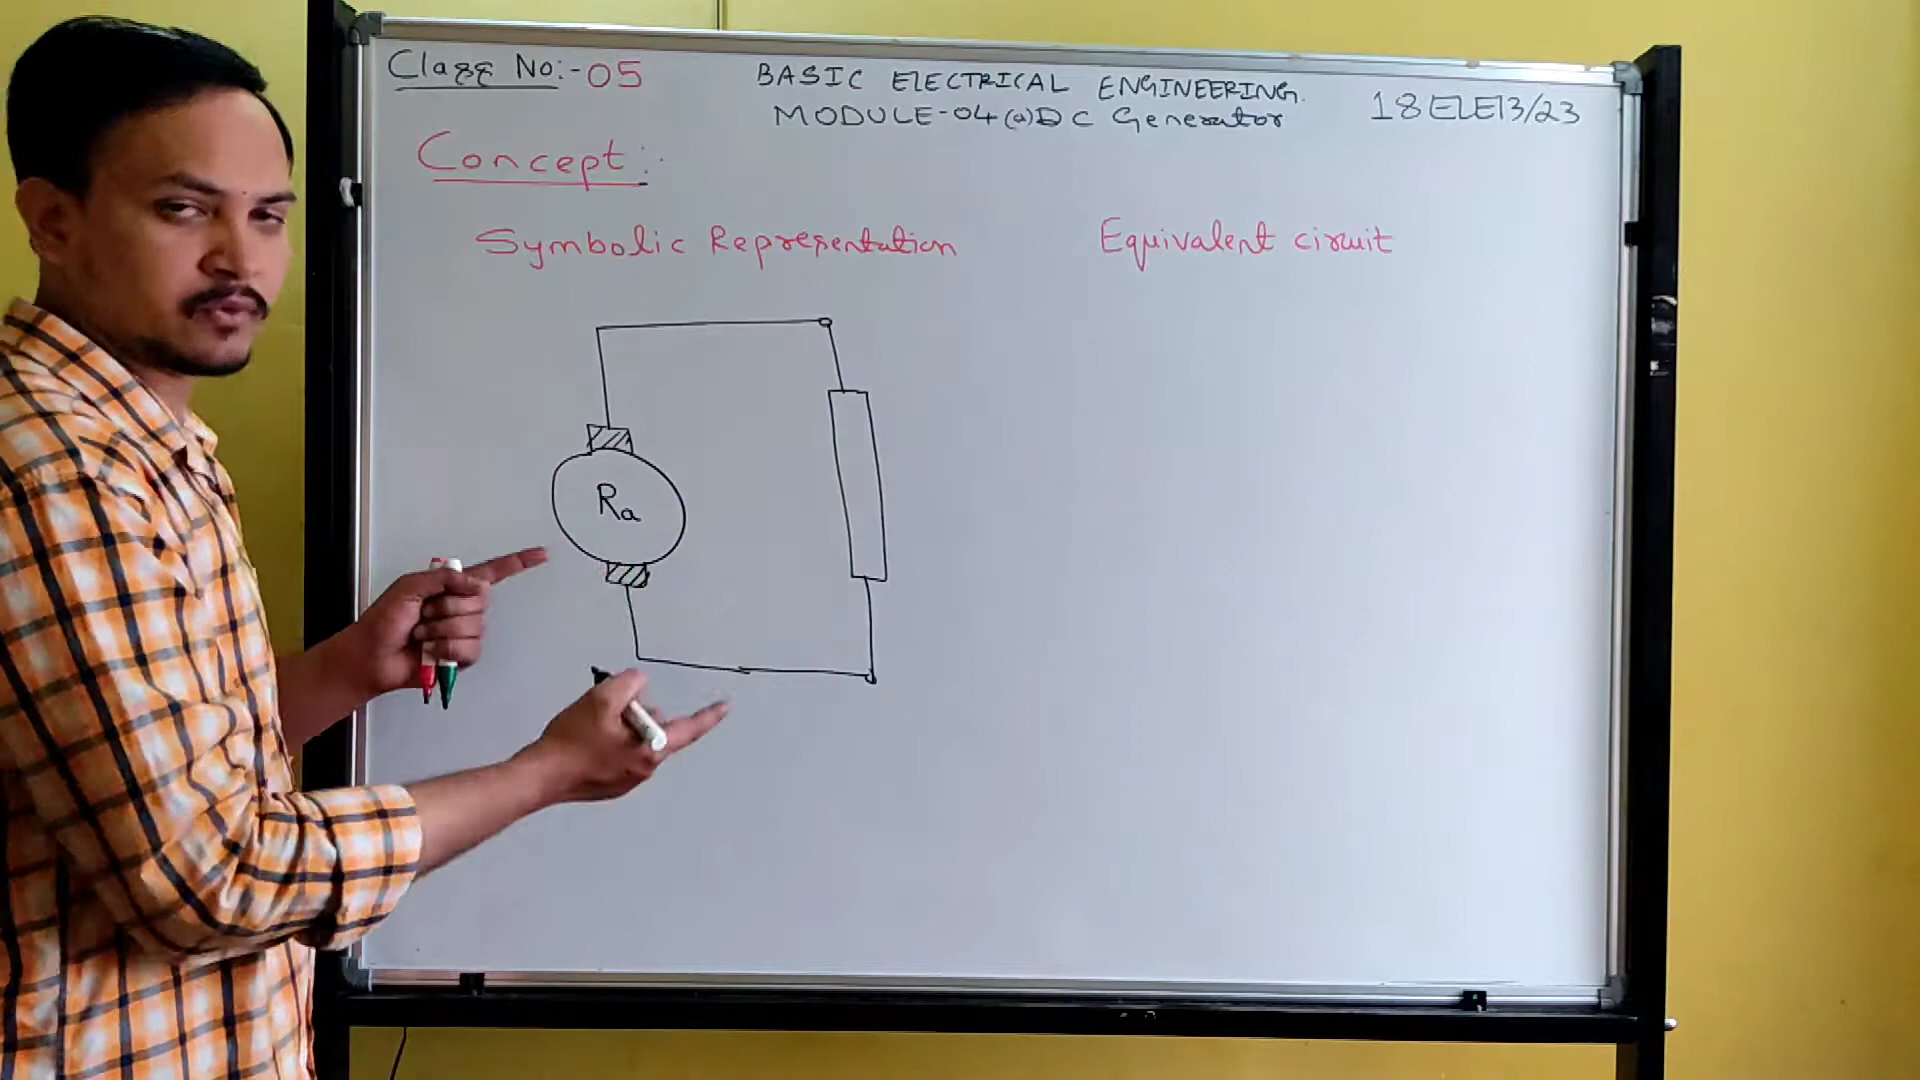 Class No:- 05
BASIC ELECTRICAL ENGINEERING.
MODULE-04 (a) DC Generator
18ELE13/23
Concept:
Symbolic Representation
Equivalent circuit
Ra